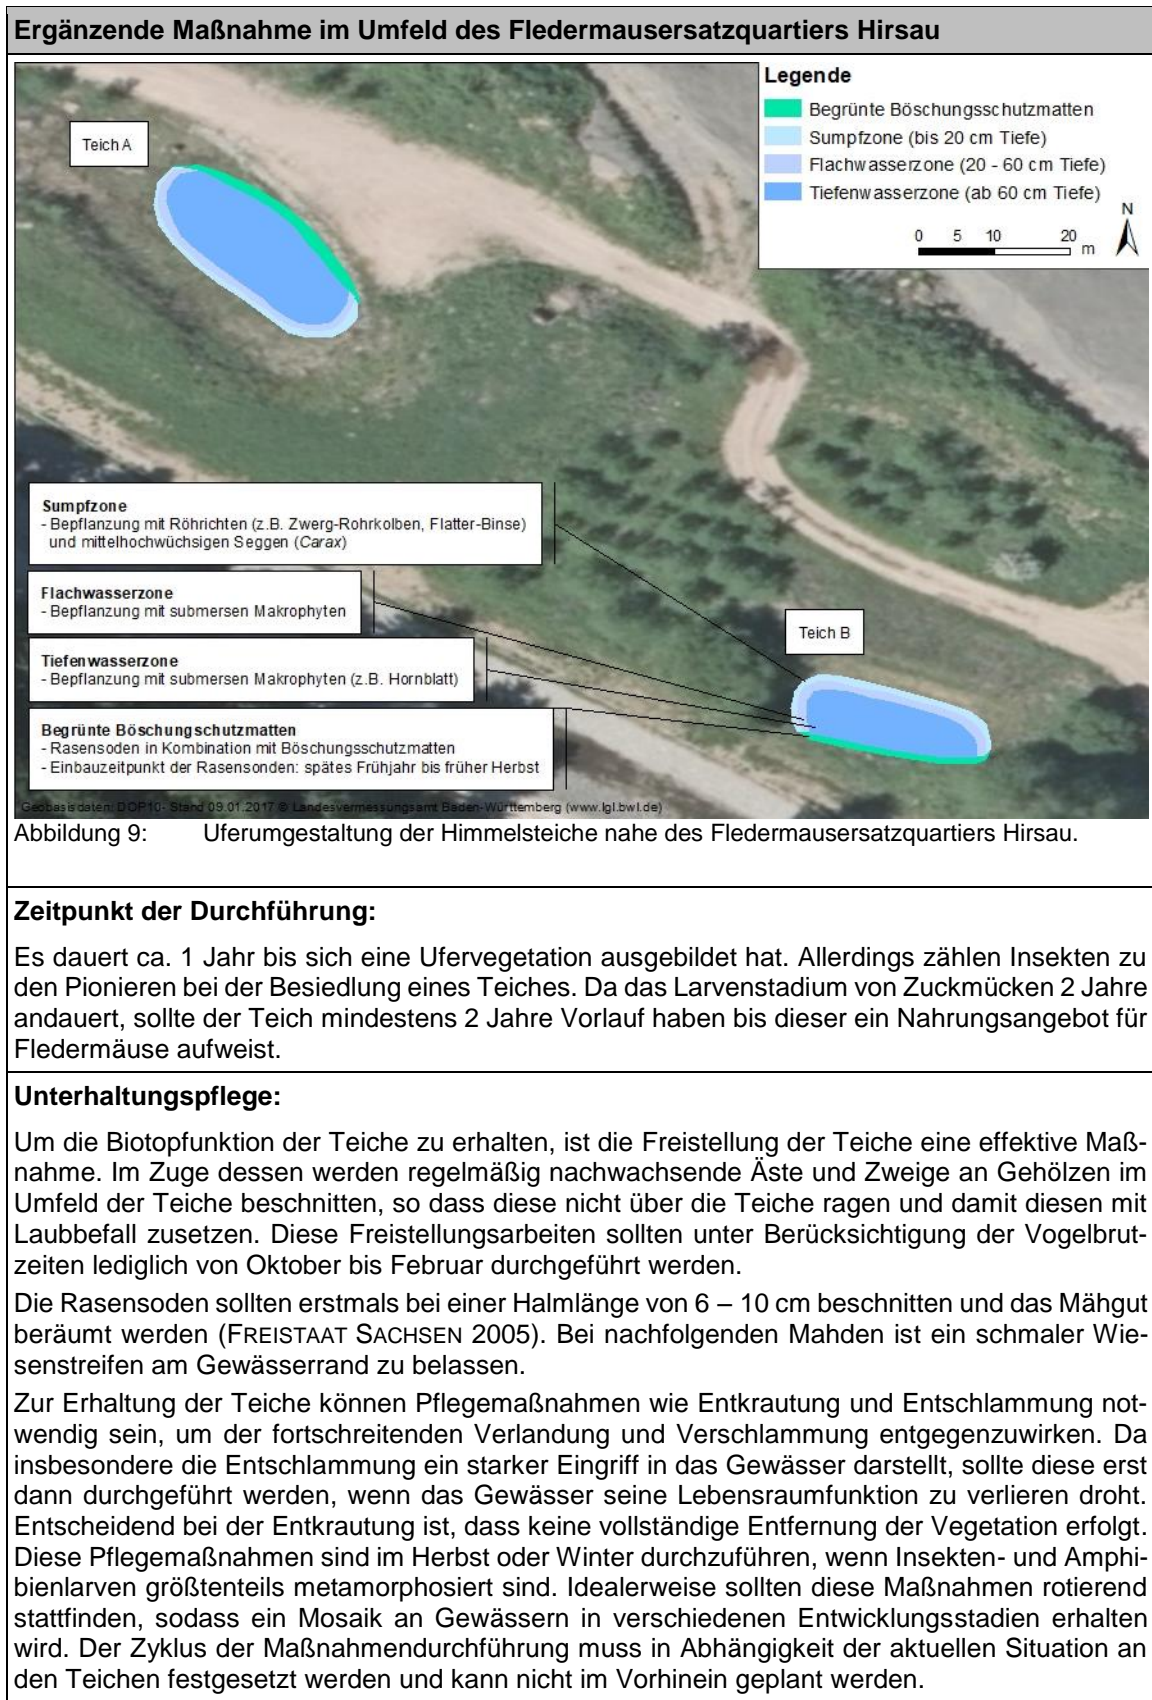 Ergänzende Maßnahme im Umfeld des Fledermausersatzquartiers Hirsau
Legende
Begrünte Böschungsschutzmatten
Sumpfzone (bis 20 cm Tiefe)
Flachwasserzone (20 - 60 cm Tiefe)
Tiefenwasserzone (ab 60 cm Tiefe)
N
0 5 10 20
m
Teich A
Sumpfzone
- Bepflanzung mit Röhrichten (z.B. Zwerg-Rohrkolben, Flatter-Binse)
und mittelhochwüchsigen Seggen (Carax)
Flachwasserzone
- Bepflanzung mit submersen Makrophyten
Teich B
Tiefenwasserzone
- Bepflanzung mit submersen Makrophyten (z.B. Hornblatt)
Begrünte Böschungschutzmatten
- Rasensoden in Kombination mit Böschungsschutzmatten
- Einbauzeitpunkt der Rasensonden: spätes Frühjahr bis früher Herbst
Geobasisdaten: DOP10- Stand 09.01.2017 © Landesvermessungsamt Baden-Württemberg (www.lgl.bwl.de)
Abbildung 9: Uferumgestaltung der Himmelsteiche nahe des Fledermausersatzquartiers Hirsau.
Zeitpunkt der Durchführung:
Es dauert ca. 1 Jahr bis sich eine Ufervegetation ausgebildet hat. Allerdings zählen Insekten zu
den Pionieren bei der Besiedlung eines Teiches. Da das Larvenstadium von Zuckmücken 2 Jahre
andauert, sollte der Teich mindestens 2 Jahre Vorlauf haben bis dieser ein Nahrungsangebot für
Fledermäuse aufweist.
Unterhaltungspflege:
Um die Biotopfunktion der Teiche zu erhalten, ist die Freistellung der Teiche eine effektive Maß-
nahme. Im Zuge dessen werden regelmäßig nachwachsende Äste und Zweige an Gehölzen im
Umfeld der Teiche beschnitten, so dass diese nicht über die Teiche ragen und damit diesen mit
Laubbefall zusetzen. Diese Freistellungsarbeiten sollten unter Berücksichtigung der Vogelbrut-
zeiten lediglich von Oktober bis Februar durchgeführt werden.
Die Rasensoden sollten erstmals bei einer Halmlänge von 6 – 10 cm beschnitten und das Mähgut
beräumt werden (FREISTAAT SACHSEN 2005). Bei nachfolgenden Mahden ist ein schmaler Wie-
senstreifen am Gewässerrand zu belassen.
Zur Erhaltung der Teiche können Pflegemaßnahmen wie Entkrautung und Entschlammung not-
wendig sein, um der fortschreitenden Verlandung und Verschlammung entgegenzuwirken. Da
insbesondere die Entschlammung ein starker Eingriff in das Gewässer darstellt, sollte diese erst
dann durchgeführt werden, wenn das Gewässer seine Lebensraumfunktion zu verlieren droht.
Entscheidend bei der Entkrautung ist, dass keine vollständige Entfernung der Vegetation erfolgt.
Diese Pflegemaßnahmen sind im Herbst oder Winter durchzuführen, wenn Insekten- und Amphi-
bienlarven größtenteils metamorphosiert sind. Idealerweise sollten diese Maßnahmen rotierend
stattfinden, sodass ein Mosaik an Gewässern in verschiedenen Entwicklungsstadien erhalten
wird. Der Zyklus der Maßnahmendurchführung muss in Abhängigkeit der aktuellen Situation an
den Teichen festgesetzt werden und kann nicht im Vorhinein geplant werden.